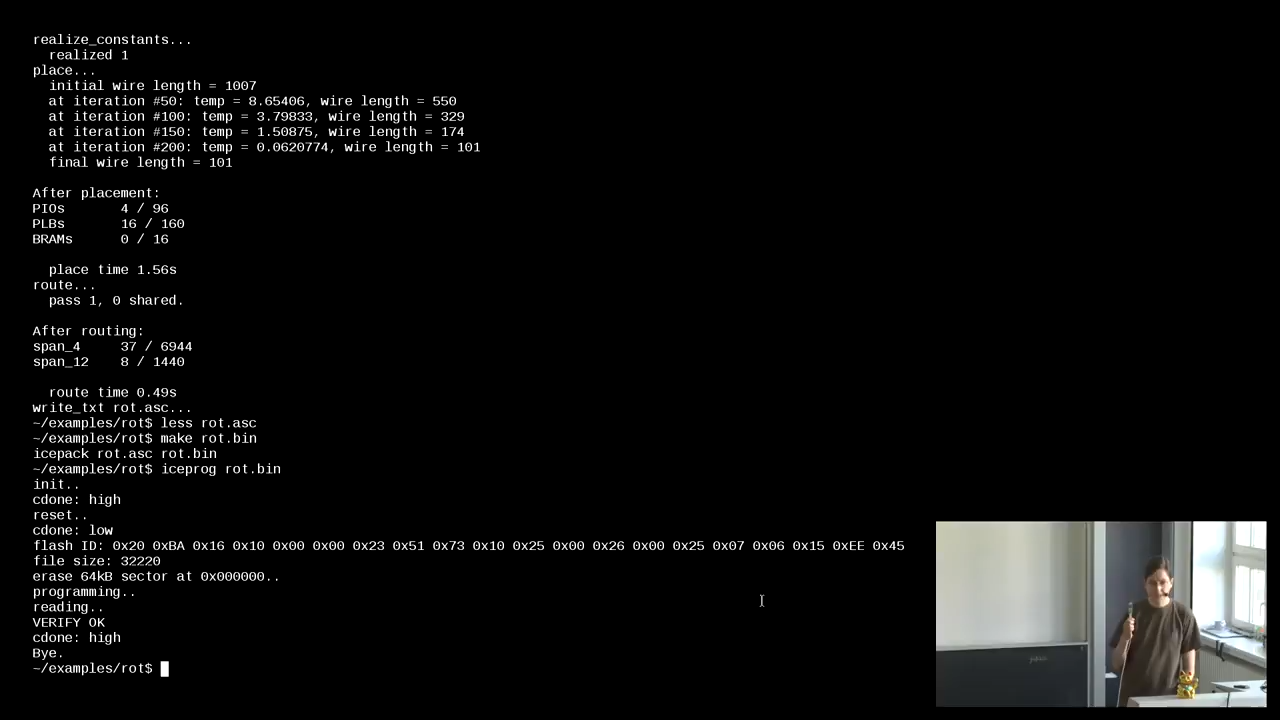 realize_constants...
  realized 1
place...
  initial wire length = 1007
  at iteration #50: temp = 8.65406, wire length = 550
  at iteration #100: temp = 3.79833, wire length = 329
  at iteration #150: temp = 1.50875, wire length = 174
  at iteration #200: temp = 0.0620774, wire length = 101
  final wire length = 101

After placement:
PIOs       4 / 96
PLBs       16 / 160
BRAMs      0 / 16

  place time 1.56s
route...
  pass 1, 0 shared.

After routing:
span_4     37 / 6944
span_12    8 / 1440

  route time 0.49s
write_txt rot.asc...
~/examples/rot$ less rot.asc
~/examples/rot$ make rot.bin
icepack rot.asc rot.bin
~/examples/rot$ iceprog rot.bin
init..
cdone: high
reset..
cdone: low
flash ID: 0x20 0xBA 0x16 0x10 0x00 0x00 0x23 0x51 0x73 0x10 0x25 0x00 0x26 0x00 0x25 0x07 0x06 0x15 0xEE 0x45
file size: 32220
erase 64kB sector at 0x000000..
programming..
reading..
VERIFY OK
cdone: high
Bye.
~/examples/rot$